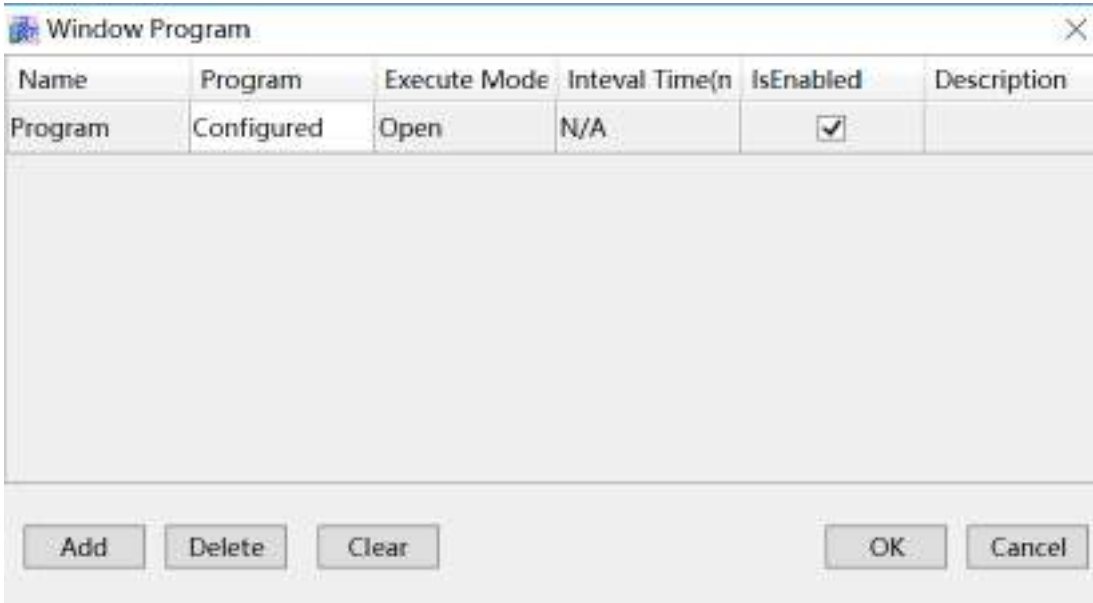 Window Program
Name Program Execute Mode Inteval Time(n IsEnabled Description
Program Configured Open N/A
Add Delete Clear OK Cancel